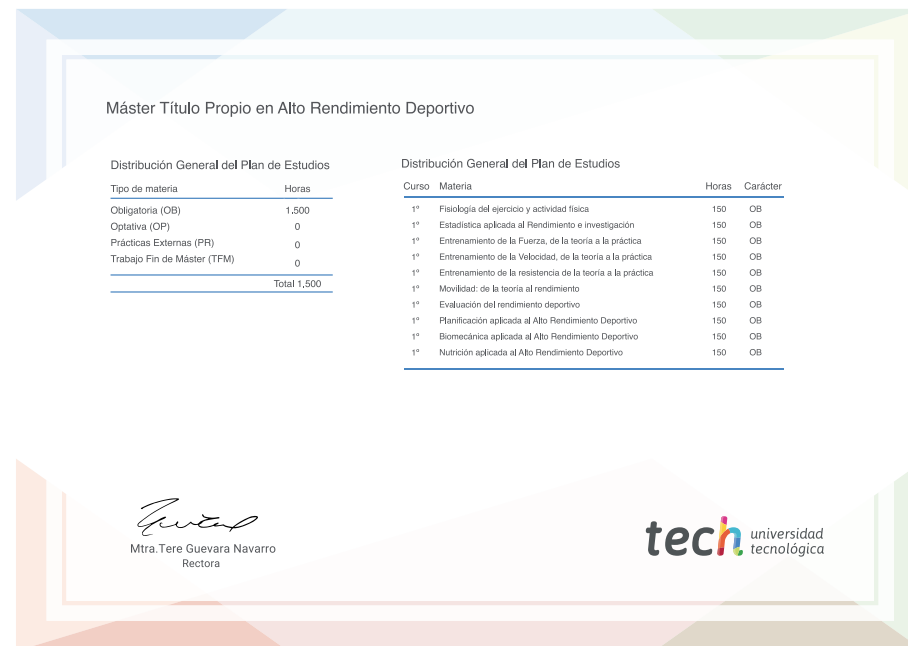 Máster Título Propio en Alto Rendimiento Deportivo
Distribución General del Plan de Estudios
Tipo de materia Horas
Obligatoria (OB) 1,500
Optativa (OP) 0
Prácticas Externas (PR) 0
Trabajo Fin de Máster (TFM) 0
Total 1,500
Distribución General del Plan de Estudios
Curso Materia Horas Carácter
1º Fisiología del ejercicio y actividad física 150 OB
1º Estadística aplicada al Rendimiento e investigación 150 OB
1º Entrenamiento de la Fuerza, de la teoría a la práctica 150 OB
1º Entrenamiento de la Velocidad, de la teoría a la práctica 150 OB
1º Entrenamiento de la resistencia de la teoría a la práctica 150 OB
1º Movilidad: de la teoría al rendimiento 150 OB
1º Evaluación del rendimiento deportivo 150 OB
1º Planificación aplicada al Alto Rendimiento Deportivo 150 OB
1º Biomecánica aplicada al Alto Rendimiento Deportivo 150 OB
1º Nutrición aplicada al Alto Rendimiento Deportivo 150 OB
Mtra.Tere Guevara Navarro
Rectora
tech universidad
tecnológica